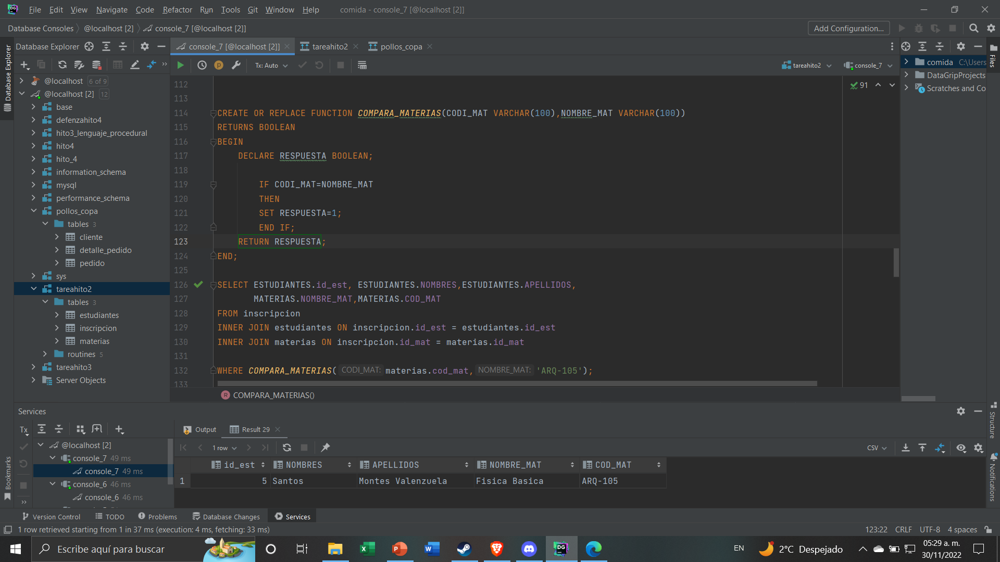 File Edit View Navigate Code Refactor Run Tools Git Window Help comida - console_7 [@localhost [2]]
Database Consoles @localhost [2] console_7 [@localhost [2]] Add Configuration...
Database Explorer
console_7 [@localhost [2]] tareahito2 pollos_copa
Tx: Auto tareahito2 console_7
Database Explorer
@localhost 6 of 9
@localhost [2] 12
base
defenzahito4
hito3_lenguaje_procedural
hito4
hito_4
information_schema
mysql
performance_schema
pollos_copa
tables 3
cliente
detalle_pedido
pedido
sys
tareahito2
tables 3
estudiantes
inscripcion
materias
routines 5
tareahito3
Server Objects
91
112
113
114 CREATE OR REPLACE FUNCTION COMPARA_MATERIAS(CODI_MAT VARCHAR(100),NOMBRE_MAT VARCHAR(100))
115 RETURNS BOOLEAN
116 BEGIN
117 DECLARE RESPUESTA BOOLEAN;
118
119 IF CODI_MAT=NOMBRE_MAT
120 THEN
121 SET RESPUESTA=1;
122 END IF;
123 RETURN RESPUESTA;
124 END;
125
126 SELECT ESTUDIANTES.id_est, ESTUDIANTES.NOMBRES,ESTUDIANTES.APELLIDOS,
127 MATERIAS.NOMBRE_MAT,MATERIAS.COD_MAT
128 FROM inscripcion
129 INNER JOIN estudiantes ON inscripcion.id_est = estudiantes.id_est
130 INNER JOIN materias ON inscripcion.id_mat = materias.id_mat
131
132 WHERE COMPARA_MATERIAS( CODI_MAT: materias.cod_mat, NOMBRE_MAT: 'ARQ-105');
133
R COMPARA_MATERIAS()
comida C:\Users
DataGripProjects
Scratches and Co
Files
Structure
Notifications
Bookmarks
Services
Tx
@localhost [2]
console_7 49 ms
console_7 49 ms
console_6 46 ms
console_6 46 ms
Output Result 29
1 row CSV
id_est NOMBRES APELLIDOS NOMBRE_MAT COD_MAT
1 5 Santos Montes Valenzuela Fisica Basica ARQ-105
Version Control TODO Problems Database Changes Services
1 row retrieved starting from 1 in 37 ms (execution: 4 ms, fetching: 33 ms) 123:22 CRLF UTF-8 4 spaces
Escribe aquí para buscar
EN 2°C Despejado 05:29 a. m.
30/11/2022